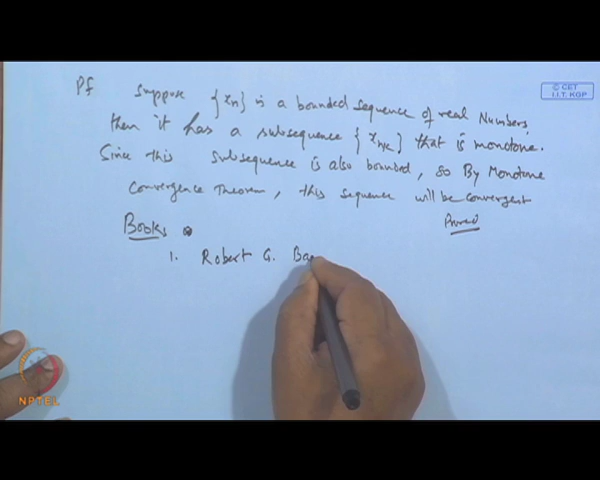 Pf Suppose {xn} is a bounded sequence of real Numbers,
then it has a subsequence {xnk} that is monotone.
Since this subsequence is also bounded, so By Monotone
Convergence Theorem, this sequence will be convergent
Proved
Books
1. Robert G. Ba
© CET
I.I.T. KGP
NPTEL